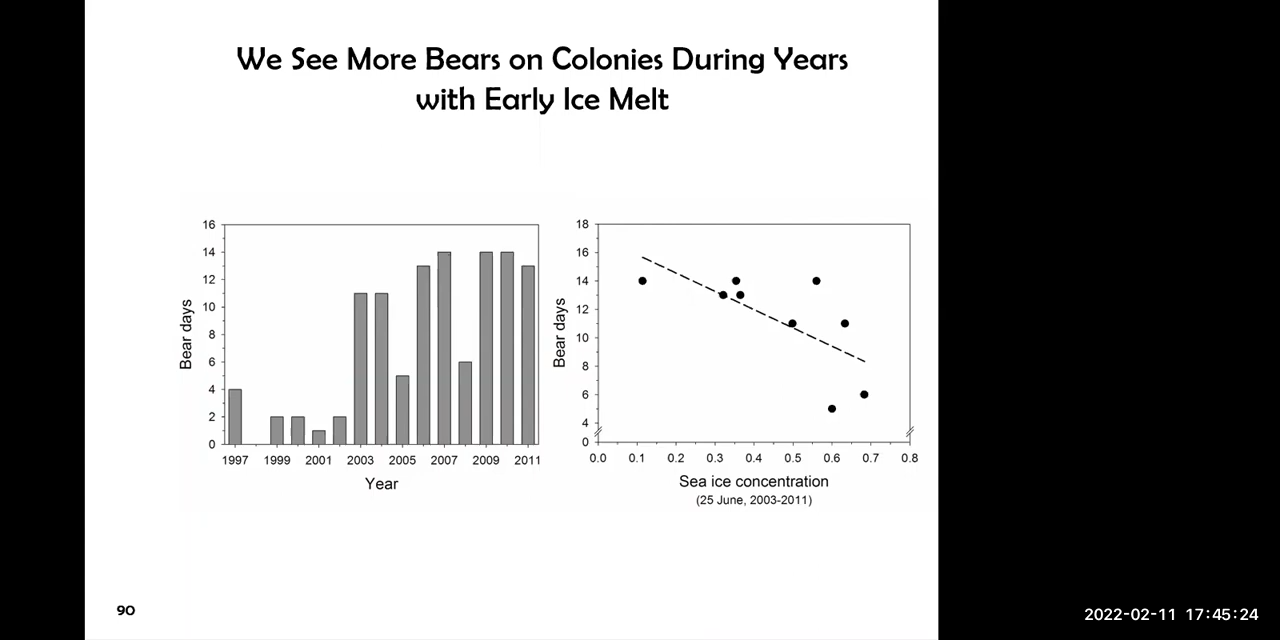 We See More Bears on Colonies During Years
with Early Ice Melt
16
14
12
10
8
6
4
2
0
Bear days
1997 1999 2001 2003 2005 2007 2009 2011
Year
18
16
14
12
10
8
6
4
0
Bear days
0.0 0.1 0.2 0.3 0.4 0.5 0.6 0.7 0.8
Sea ice concentration
(25 June, 2003-2011)
90
2022-02-11 17:45:24